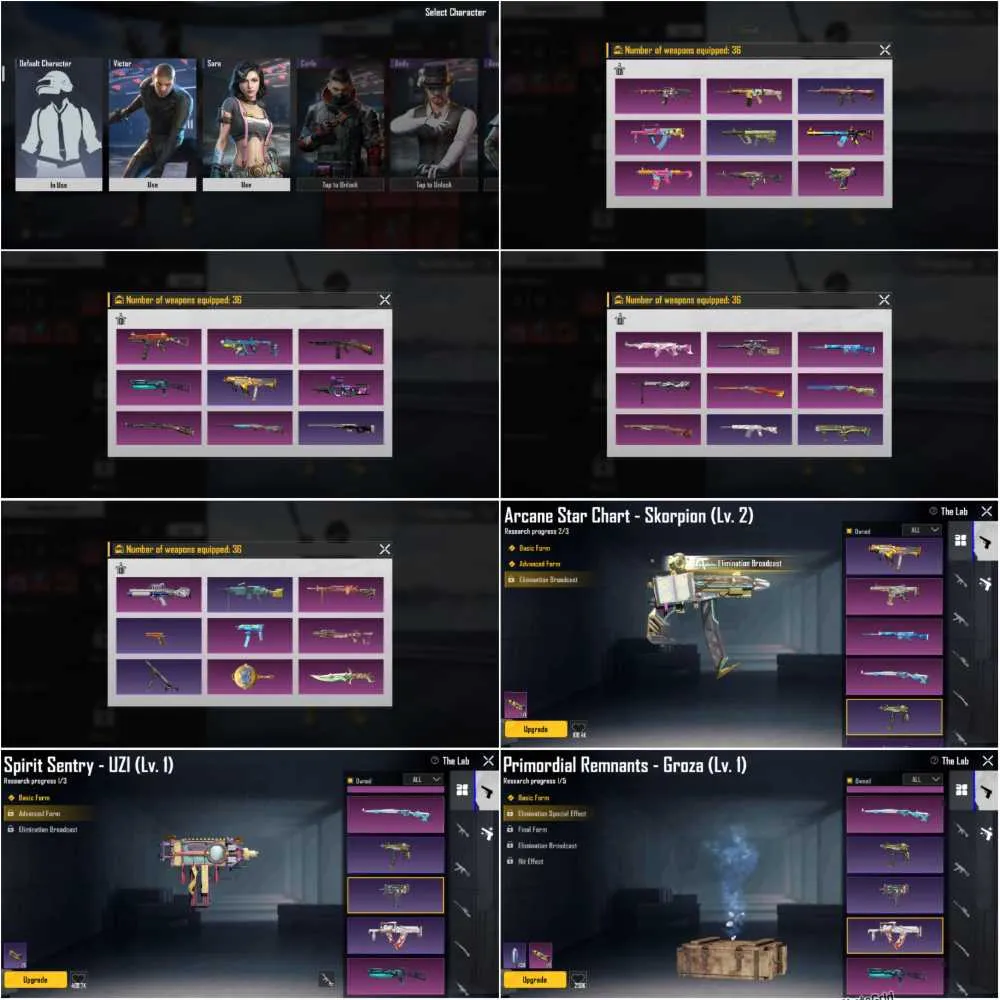 Select Character
Default Character
Victor
Sara
Carlo
Andy
In Use
Use
Use
Tap to Unlock
Tap to Unlock
Number of weapons equipped: 36
Number of weapons equipped: 36
Number of weapons equipped: 36
Number of weapons equipped: 36
Arcane Star Chart - Skorpion (Lv. 2)
The Lab
Research progress 2/3
Basic Form
Advanced Form
Elimination Broadcast
Elimination Broadcast
Owned
ALL
Upgrade
Spirit Sentry - UZI (Lv. 1)
The Lab
Research progress 1/3
Basic Form
Advanced Form
Elimination Broadcast
Owned
ALL
Upgrade
Primordial Remnants - Groza (Lv. 1)
The Lab
Research progress 1/5
Basic Form
Elimination Special Effect
Final Form
Elimination Broadcast
Hit Effect
Owned
ALL
Upgrade